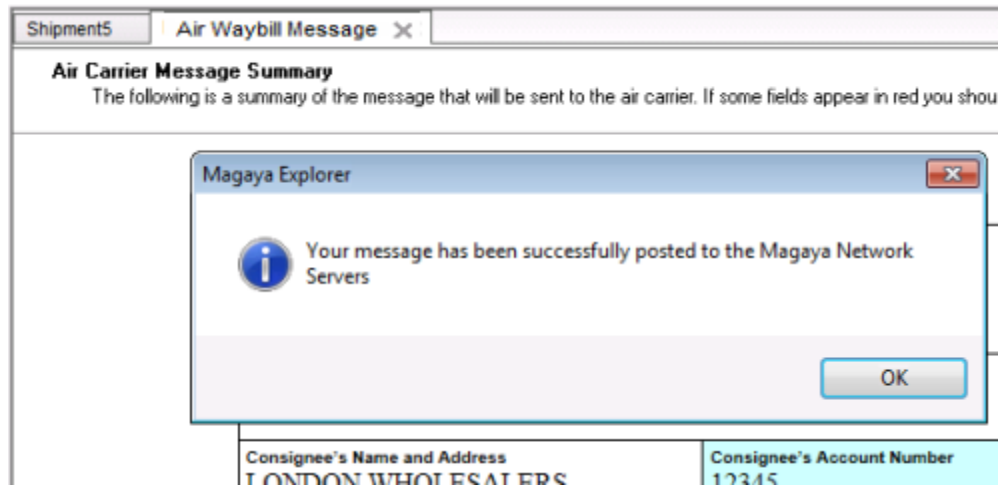 Shipment5
Air Waybill Message
Air Carrier Message Summary
The following is a summary of the message that will be sent to the air carrier. If some fields appear in red you shou
Magaya Explorer
Your message has been successfully posted to the Magaya Network
Servers
OK
Consignee's Name and Address
LONDON WHOLESALERS
Consignee's Account Number
12345